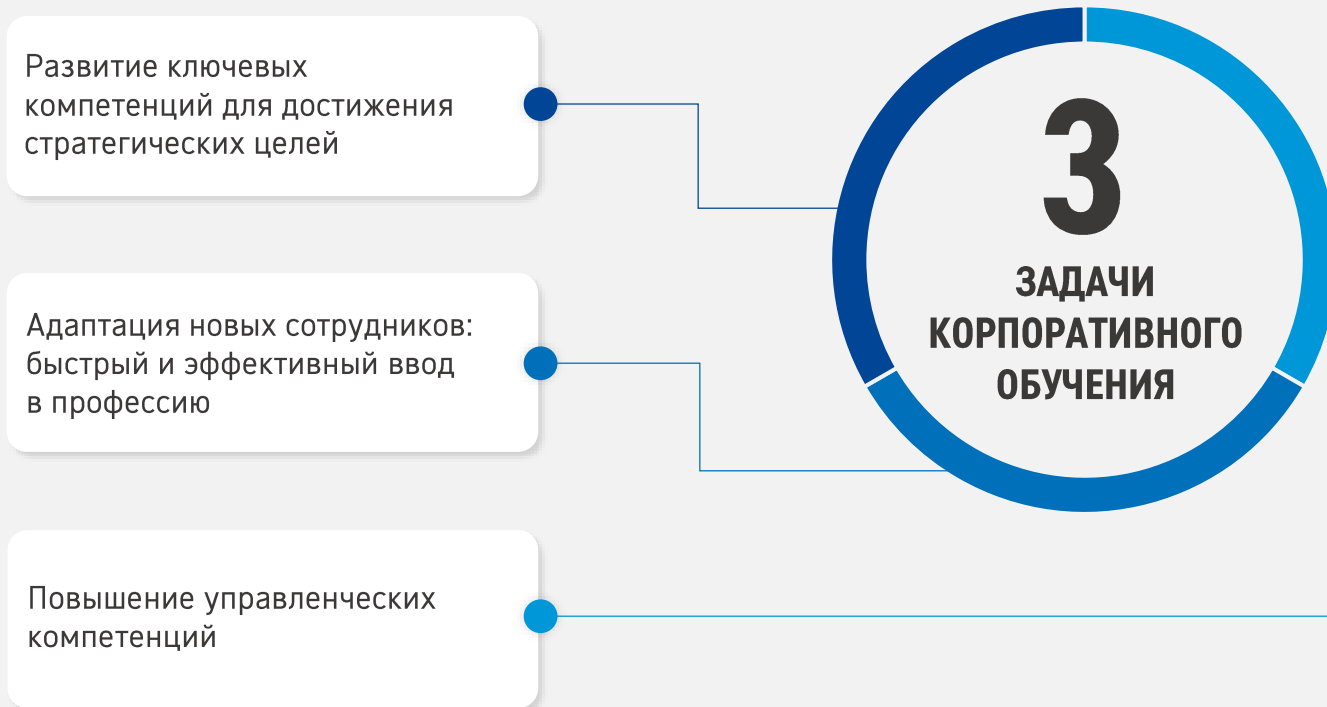 Развитие ключевых
компетенций для достижения
стратегических целей
Адаптация новых сотрудников:
быстрый и эффективный ввод
в профессию
Повышение управленческих
компетенций
3
ЗАДАЧИ
КОРПОРАТИВНОГО
ОБУЧЕНИЯ